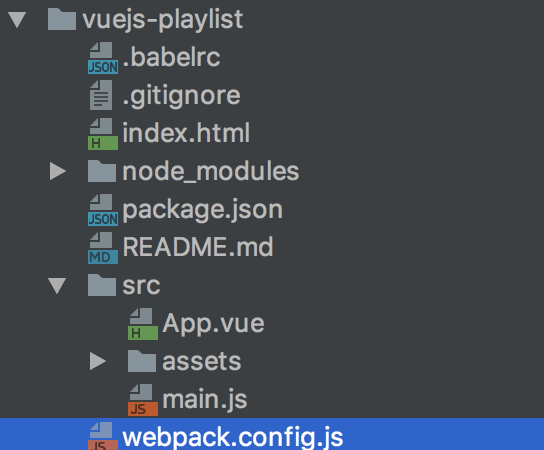 vuejs-playlist
JSON .babelrc
.gitignore
H index.html
node_modules
JSON package.json
MD README.md
src
H App.vue
assets
JS main.js
JS webpack.config.js